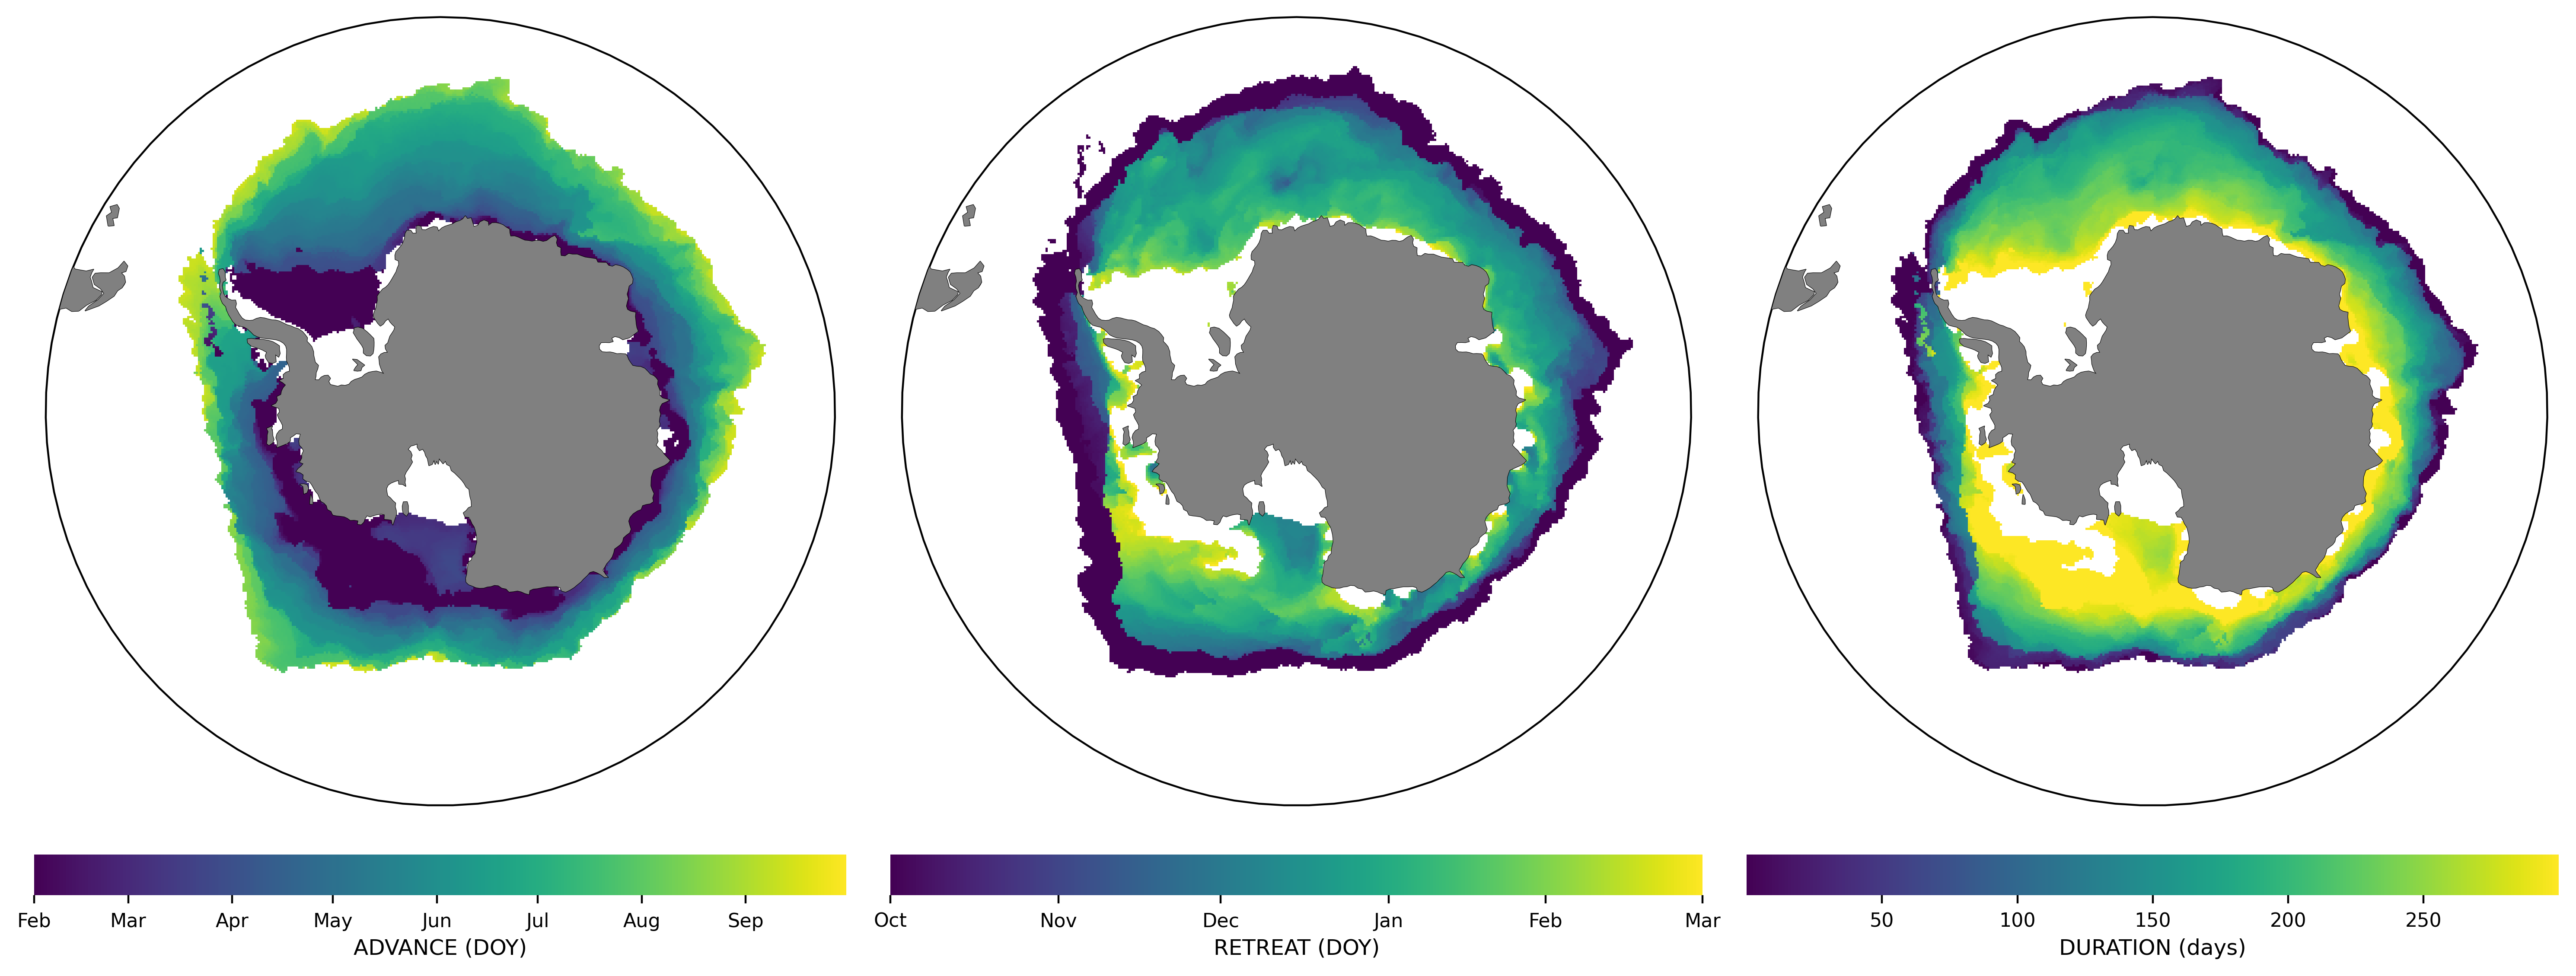 Feb Mar Apr May Jun Jul Aug Sep
ADVANCE (DOY)
Oct Nov Dec Jan Feb Mar
RETREAT (DOY)
50 100 150 200 250
DURATION (days)